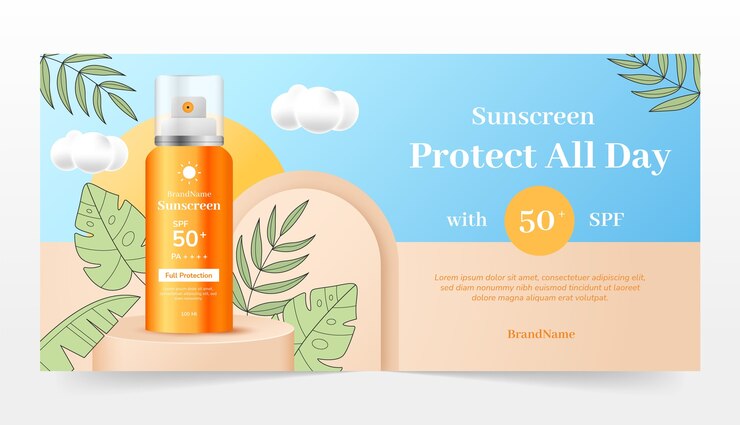 BrandName
Sunscreen
SPF
50+
PA ++++
Full Protection
Sunscreen
Protect All Day
with 50+ SPF
Lorem ipsum dolor sit amet, consectetuer adipiscing elit,
sed diam nonummy nibh euismod tincidunt ut laoreet dolore magna
aliquam erat volutpat.
BrandName